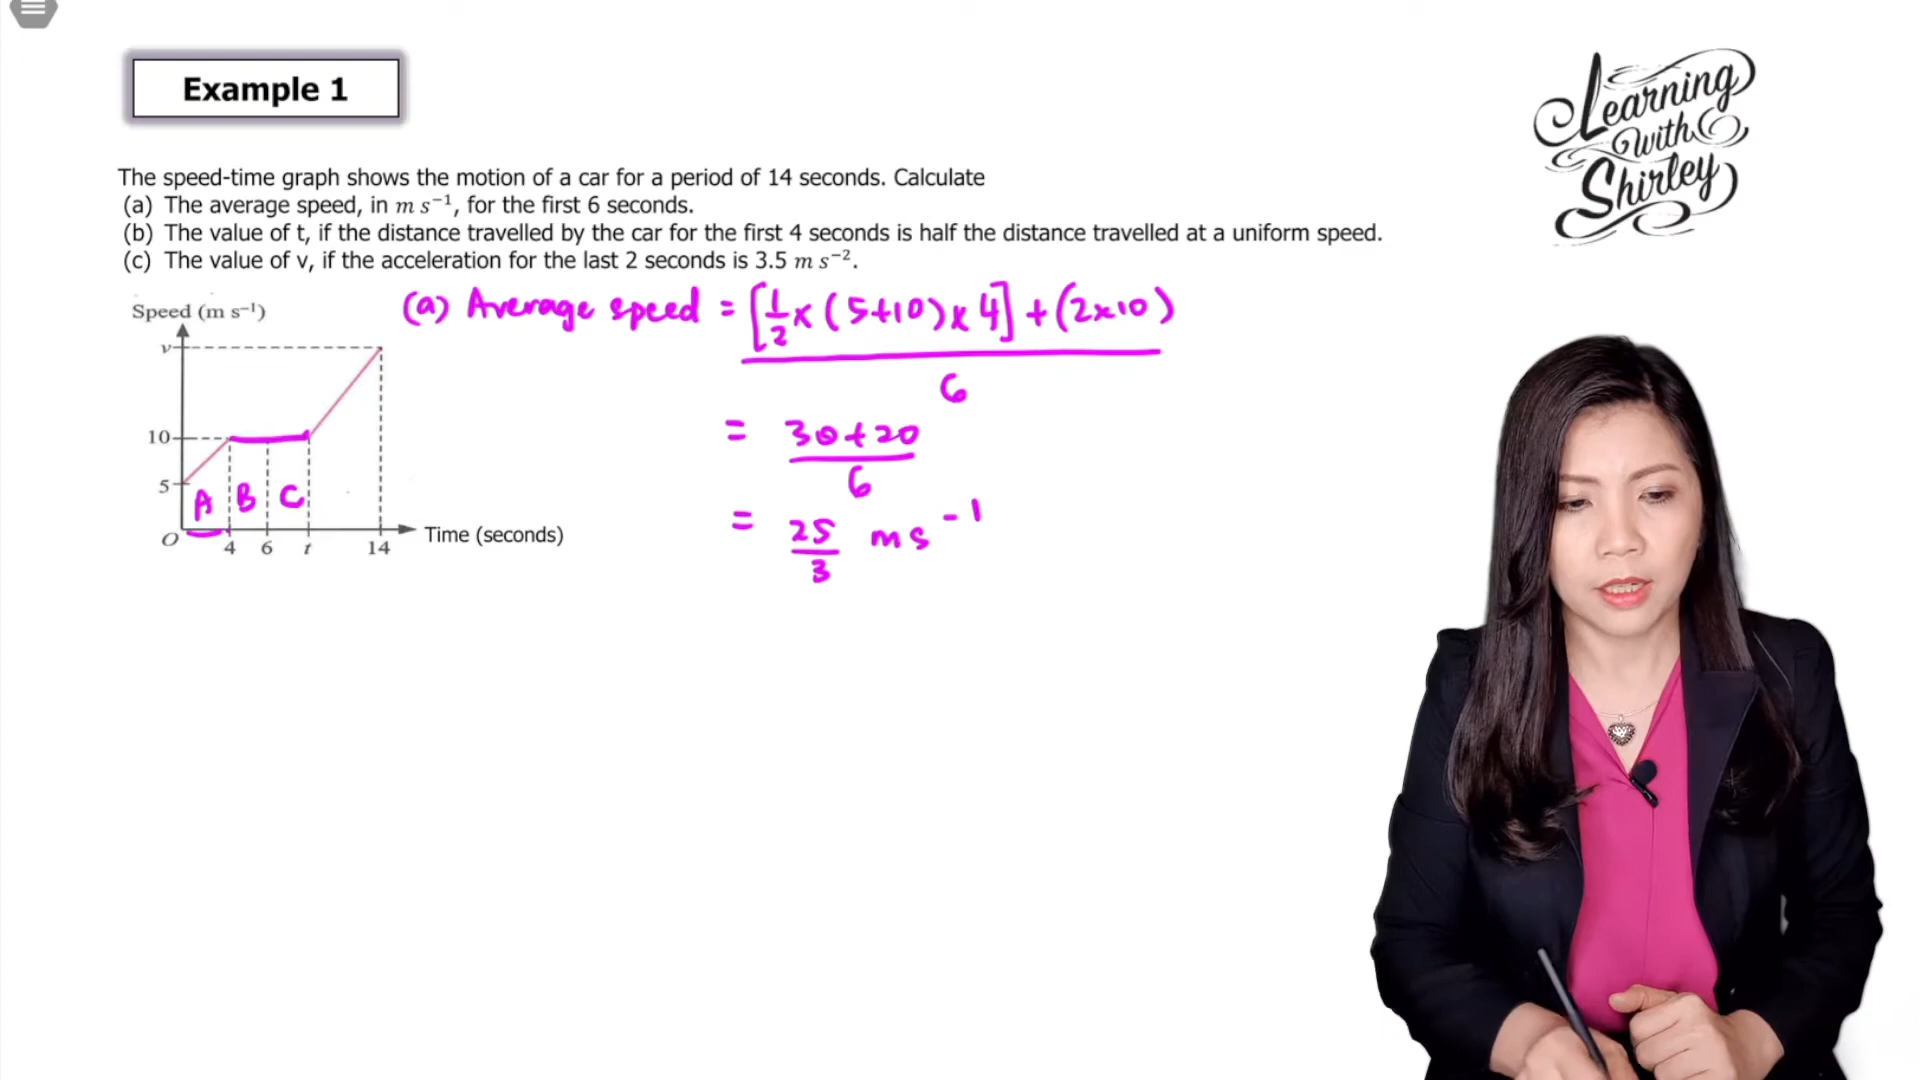 Example 1
Learning
with
Shirley
The speed-time graph shows the motion of a car for a period of 14 seconds. Calculate
(a) The average speed, in m s⁻¹, for the first 6 seconds.
(b) The value of t, if the distance travelled by the car for the first 4 seconds is half the distance travelled at a uniform speed.
(c) The value of v, if the acceleration for the last 2 seconds is 3.5 m s⁻².
Speed (m s⁻¹)
v
10
5
A B C
O 4 6 t 14
Time (seconds)
(a) Average speed = [1/2 × (5+10) × 4] + (2×10)
6
= 30+20
6
= 25/3 ms⁻¹